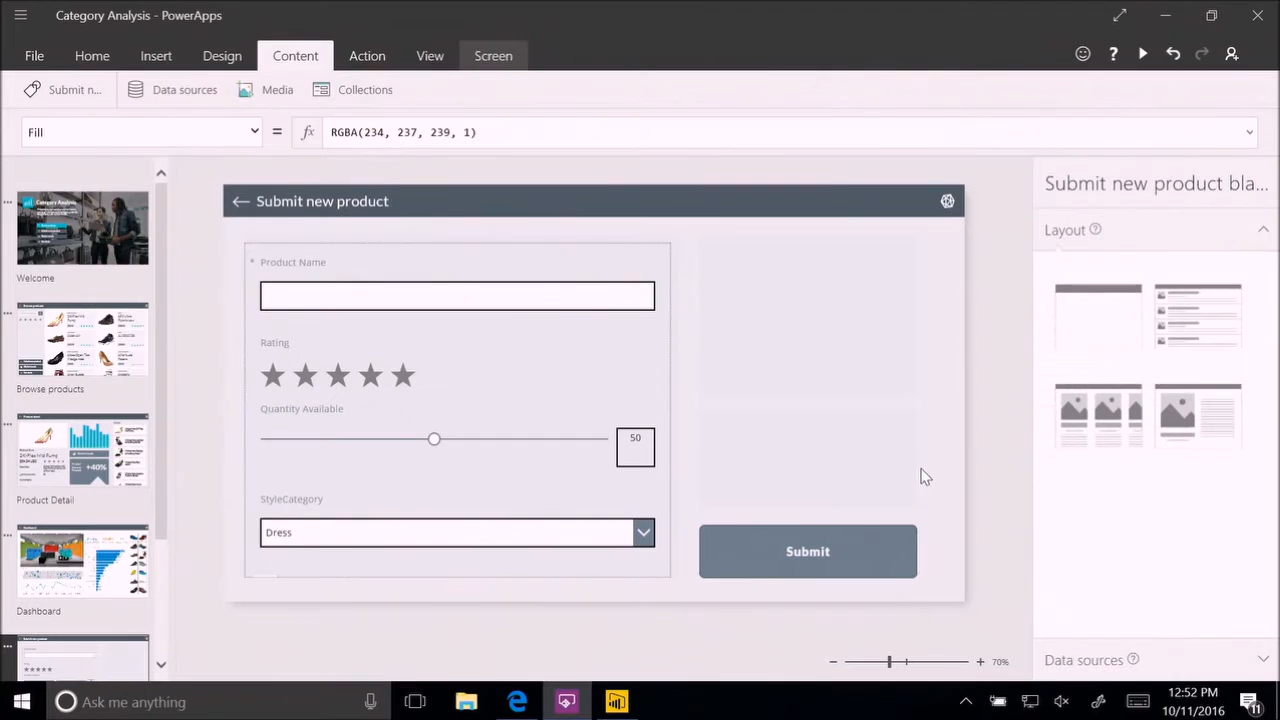 Category Analysis - PowerApps
File Home Insert Design Content Action View Screen
Submit n... Data sources Media Collections
Fill = fx RGBA(234, 237, 239, 1)
Category Analysis
Welcome
Browse products
Product Detail
+40%
Dashboard
Submit new product
* Product Name
Rating
Quantity Available
50
StyleCategory
Dress
Submit
Submit new product bla...
Layout
Data sources
70%
Ask me anything
12:52 PM
10/11/2016
11